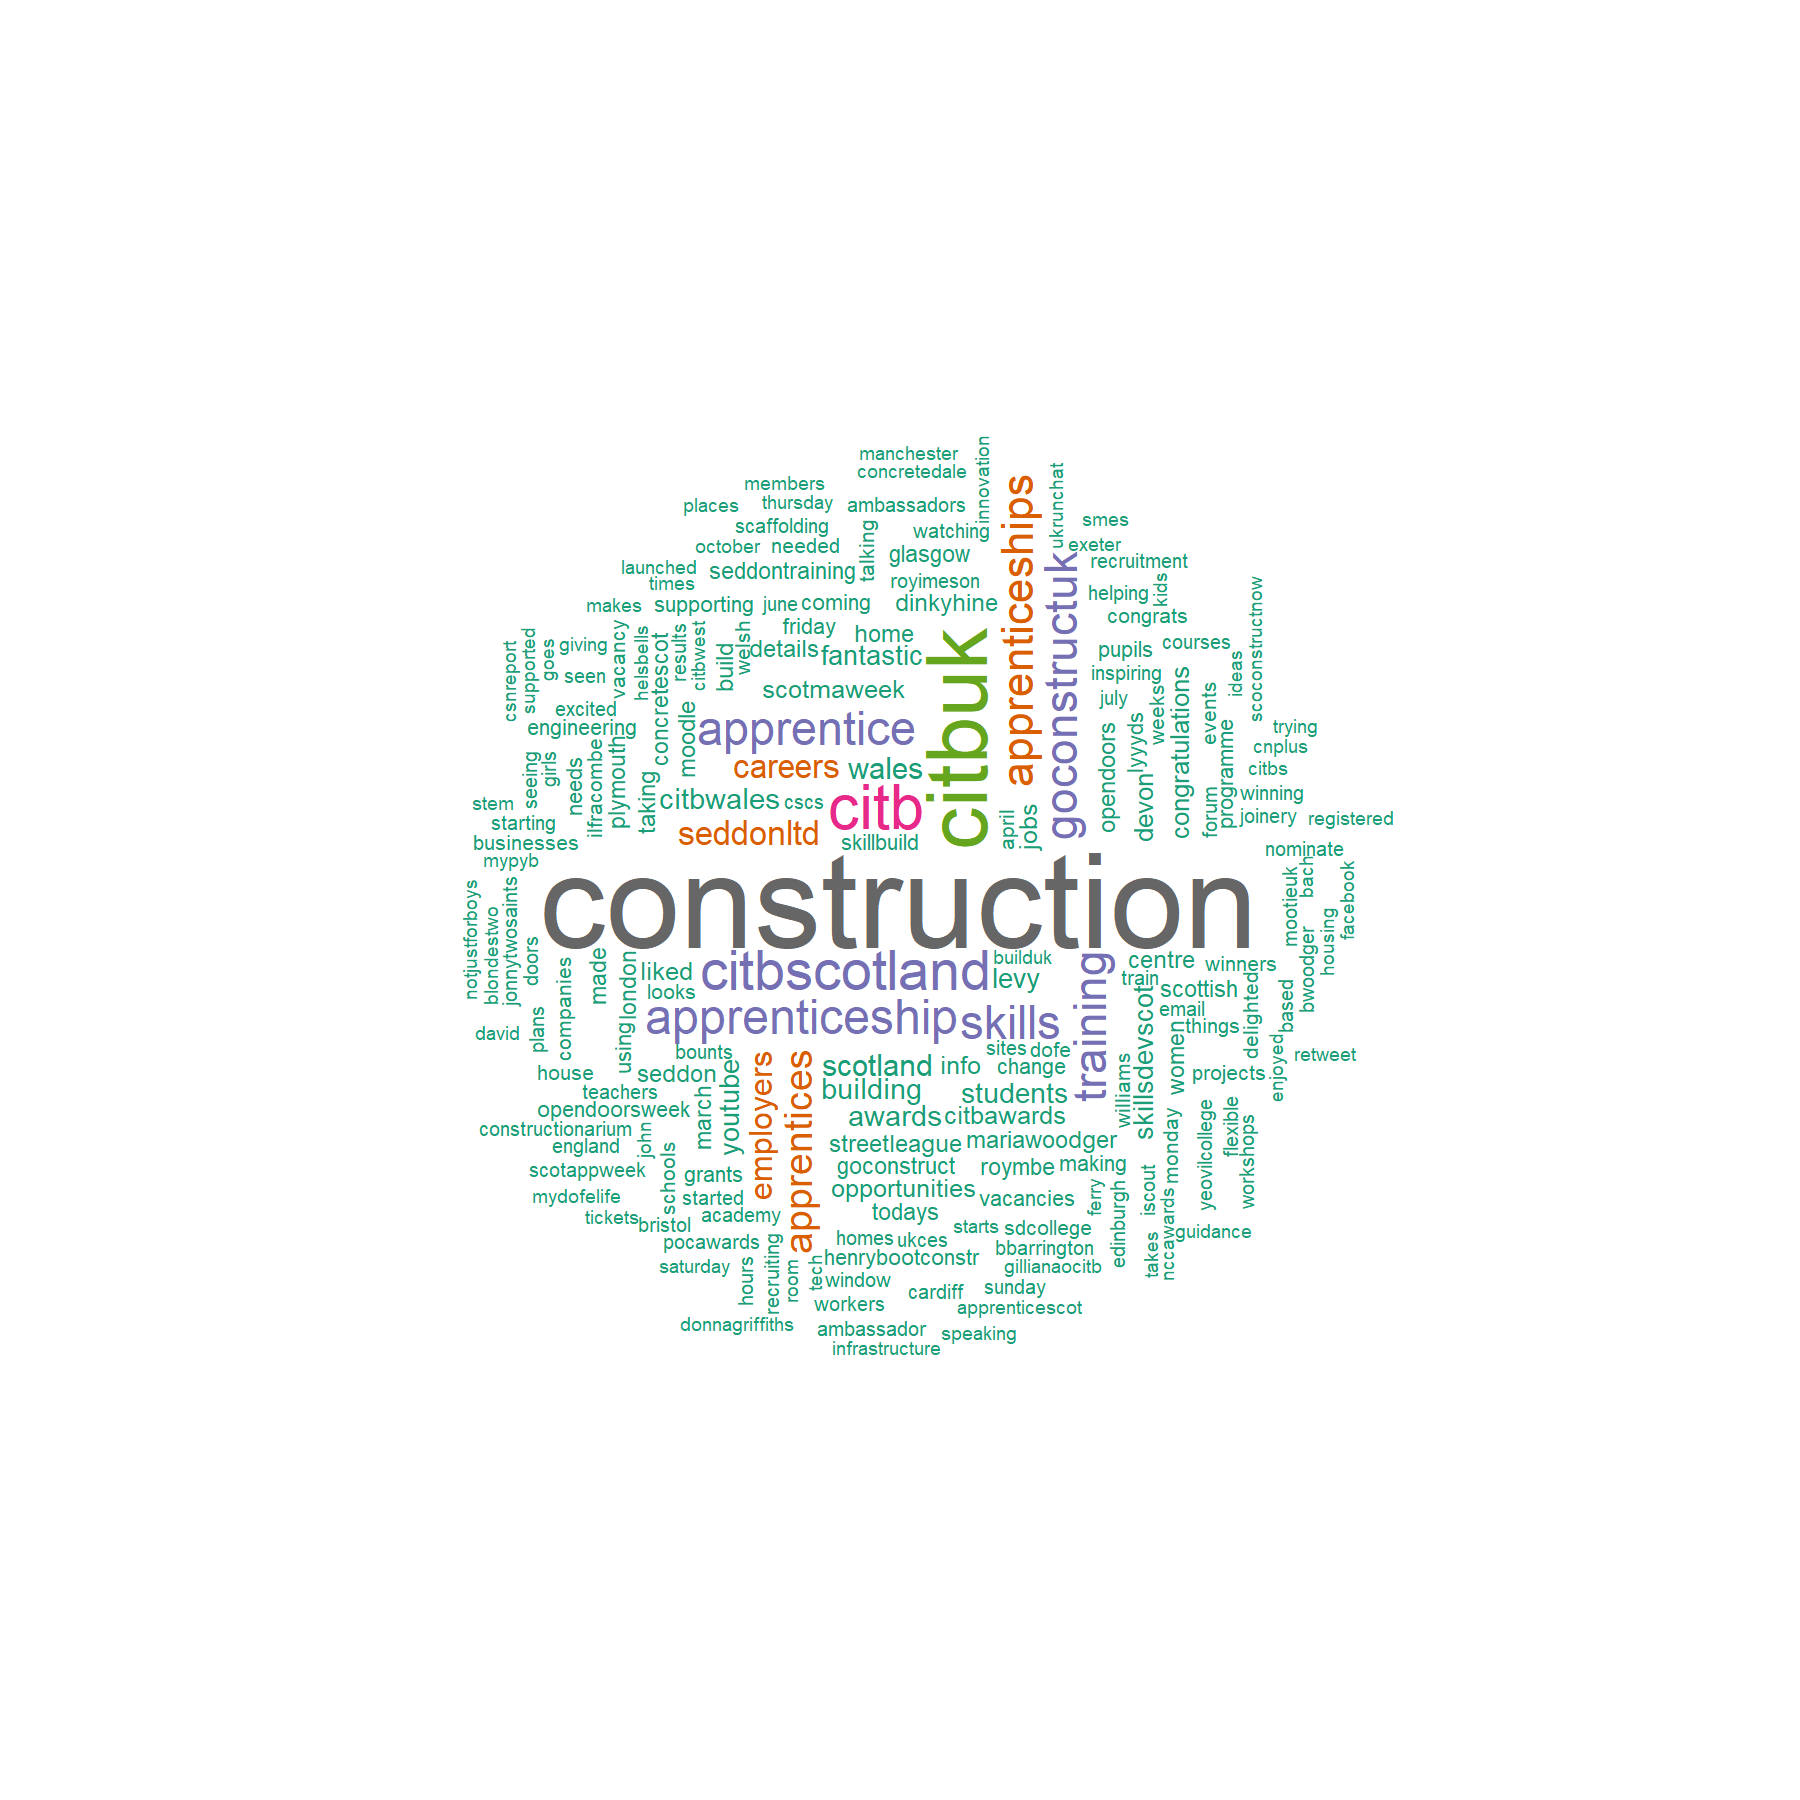 manchester
concretedale
innovation
members
thursday
places
ambassadors
scaffolding
watching
october
needed
talking
glasgow
apprenticeships
ukrunchat
smes
exeter
recruitment
launched
times
seddontraining
royimeson
goconstructuk
helping
kids
makes
supporting
june
coming
dinkyhine
congrats
scoconstructnow
friday
home
citbuk
csnreport
supported
goes
giving
vacancy
helsbells
concretescot
results
citbwest
build
welsh
details
fantastic
pupils
courses
inspiring
ideas
seen
scotmaweek
july
weeks
congratulations
events
excited
engineering
moodle
apprentice
opendoors
lyyyds
programme
trying
cnplus
seeing
girls
needs
ilfracombe
plymouth
taking
careers
wales
citbs
stem
citbwales
cscs
citb
april
jobs
devon
forum
winning
starting
seddonltd
joinery
registered
businesses
skillbuild
mypyb
nominate
construction
bach
mootieuk
facebook
notjustforboys
blondestwo
jonnytwosaints
doors
companies
made
london
liked
citbscotland
builduk
levy
training
centre
winners
train
bwoodger
housing
looks
skillsdevscot
scottish
delighted
based
email
david
plans
using
apprenticeship
skills
things
women
bounts
employers
apprentices
sites
dofe
retweet
house
seddon
youtube
scotland
info
change
williams
projects
enjoyed
teachers
building
students
opendoorsweek
march
awards
citbawards
yeovilcollege
flexible
workshops
constructionarium
john
england
streetleague
mariawoodger
monday
scotappweek
schools
grants
goconstruct
roymbe
making
mydofelife
started
opportunities
vacancies
ferry
edinburgh
iscout
nccawards
tickets
bristol
academy
todays
starts
sdcollege
takes
guidance
pocawards
homes
ukces
bbarrington
saturday
hours
recruiting
room
tech
henrybootconstr
gillianaocitb
window
cardiff
sunday
workers
apprenticescot
donnagriffiths
ambassador
speaking
infrastructure